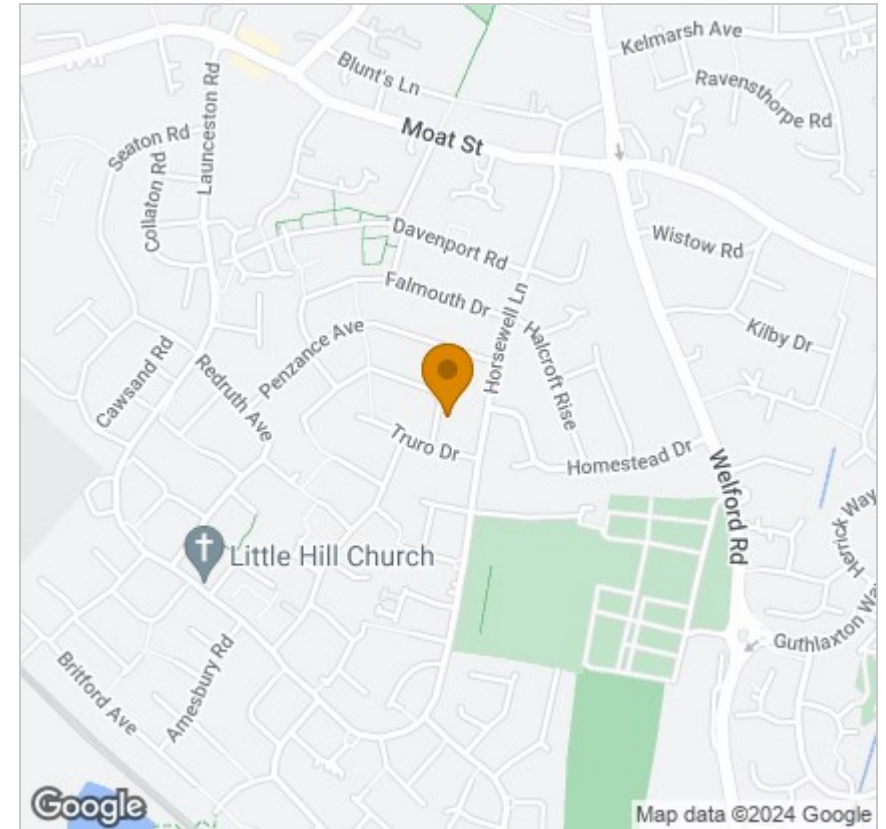 Kelmarsh Ave
Blunt's Ln
Ravensthorpe Rd
Moat St
Seaton Rd
Launceston Rd
Collaton Rd
Davenport Rd
Wistow Rd
Falmouth Dr
Horsewell Ln
Halcroft Rise
Kilby Dr
Penzance Ave
Cawsand Rd
Redruth Ave
Truro Dr
Homestead Dr
Welford Rd
Herrick Way
Little Hill Church
Guthlaxton Way
Amesbury Rd
Britford Ave
Google
Map data ©2024 Google